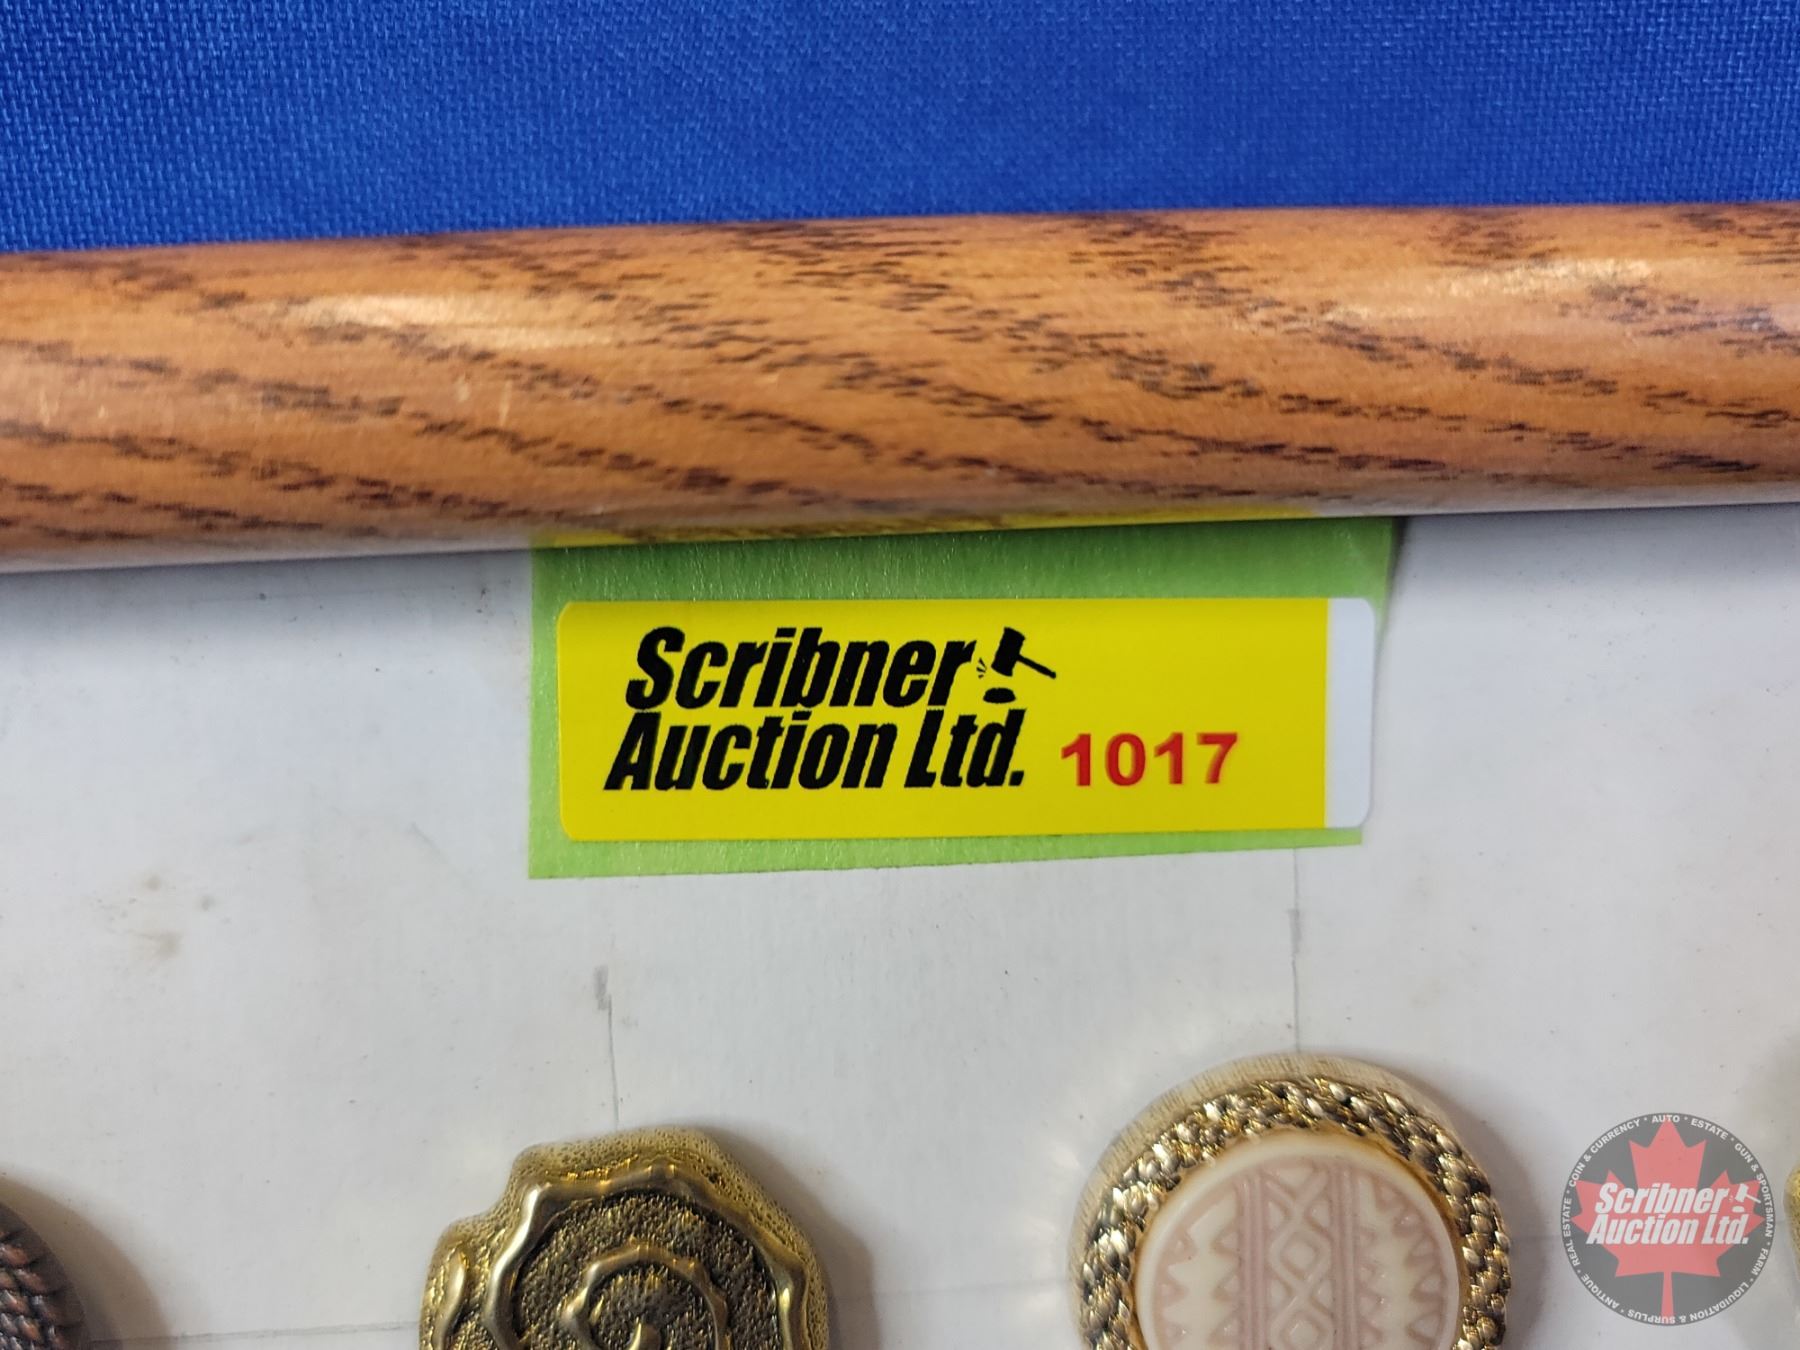 Scribner
Auction Ltd. 1017
COIN & CURRENCY * AUTO * ESTATE * GUN & SPORTSMAN * FARM * LIQUIDATION & SURPLUS * ANTIQUE * REAL ESTATE *
Scribner
Auction Ltd.